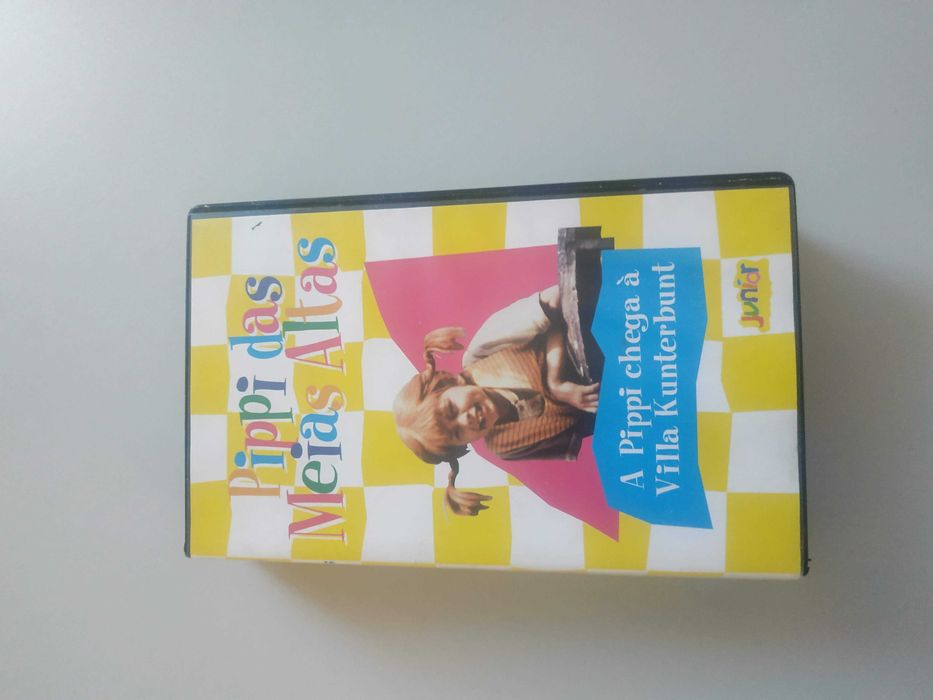 Pippi das
Meias Altas
A Pippi chega à
Villa Kunterbunt
junior